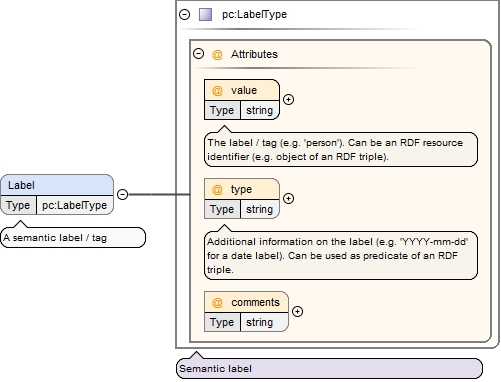 pc:LabelType
Attributes
@ value
Type string
The label / tag (e.g. 'person'). Can be an RDF resource
identifier (e.g. object of an RDF triple).
@ type
Type string
Additional information on the label (e.g. 'YYYY-mm-dd'
for a date label). Can be used as predicate of an RDF
triple.
@ comments
Type string
Label
Type pc:LabelType
A semantic label / tag
Semantic label